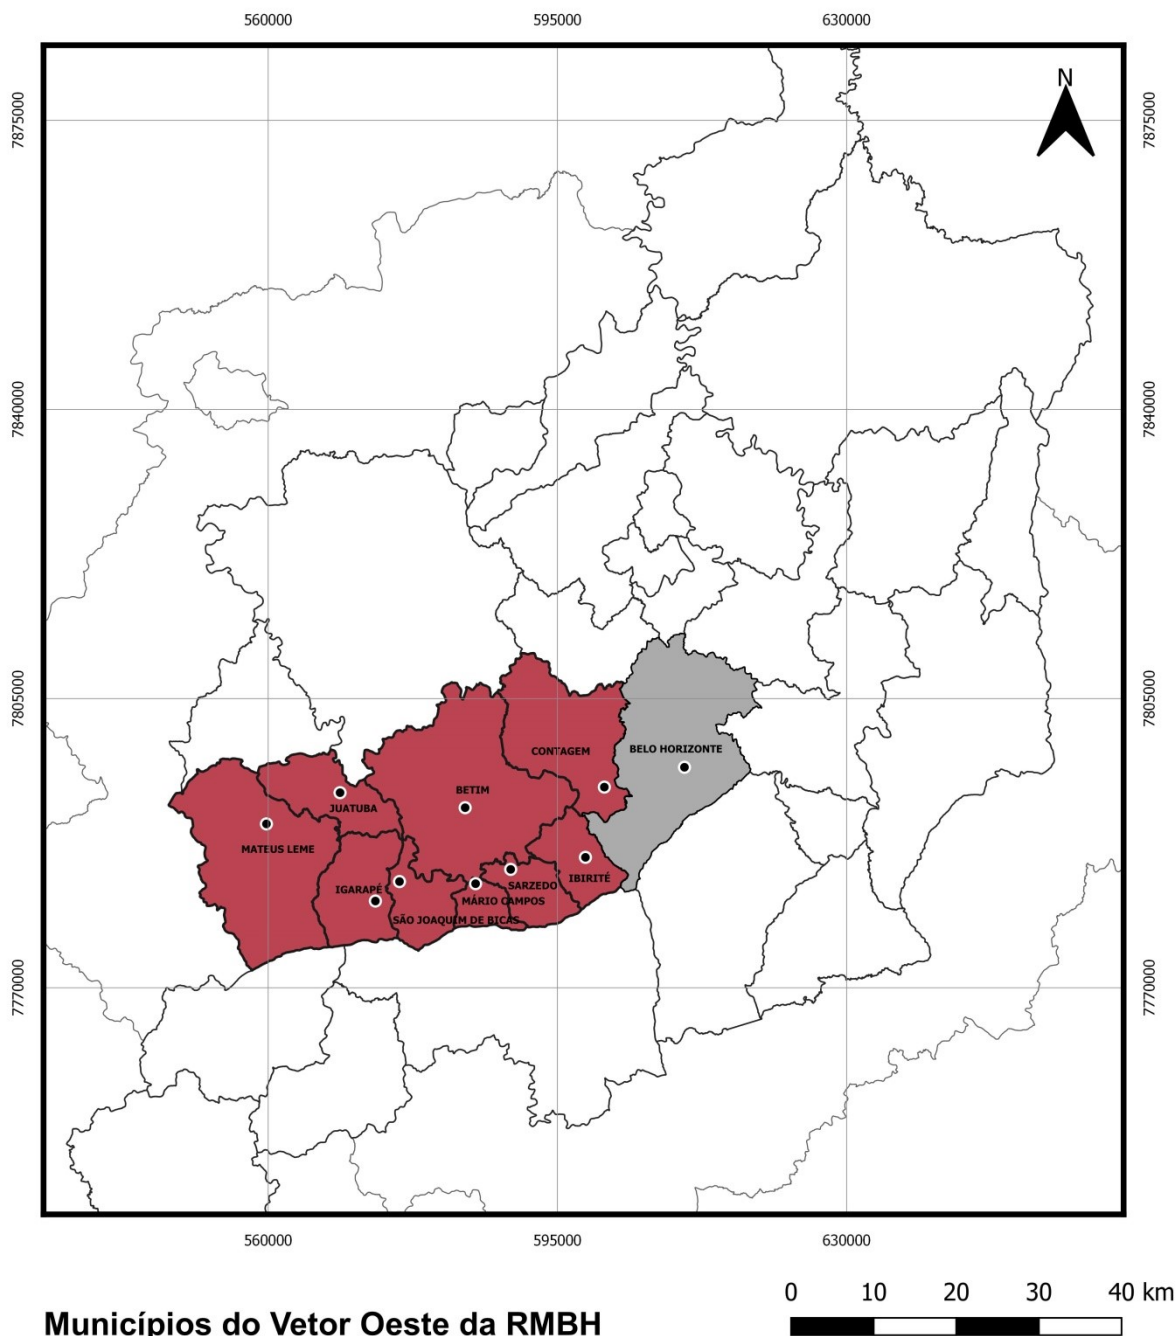 560000 595000 630000
N
7875000 7875000
7840000 7840000
7805000 7805000
CONTAGEM BELO HORIZONTE
BETIM
JUATUBA
MATEUS LEME
IBIRITÉ
IGARAPÉ SARZEDO
MÁRIO CAMPOS
SÃO JOAQUIM DE BICAS
7770000 7770000
560000 595000 630000
0 10 20 30 40 km
Municípios do Vetor Oeste da RMBH